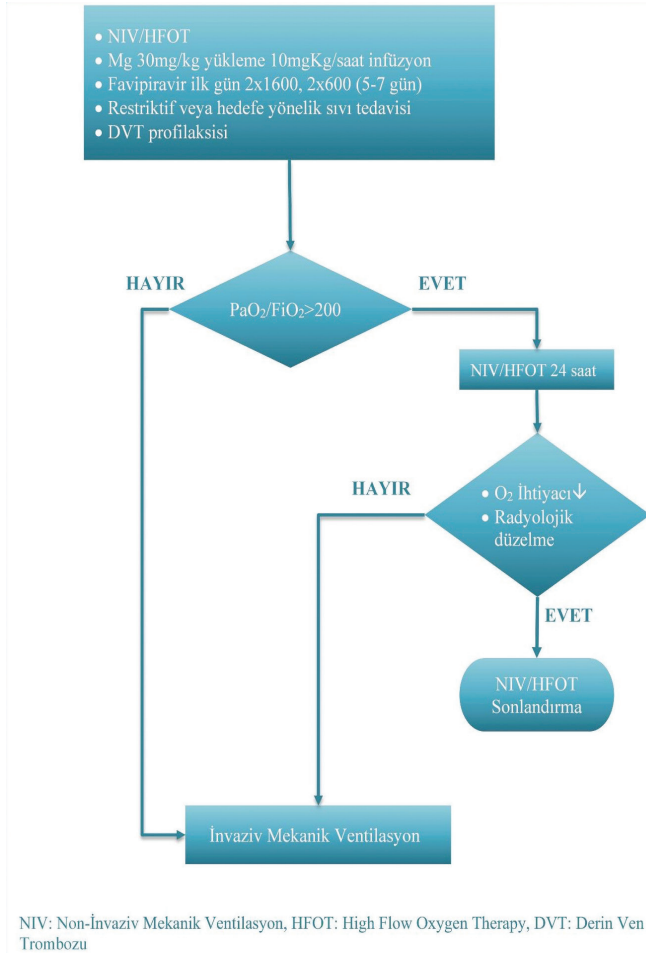 • NIV/HFOT
• Mg 30mg/kg yükleme 10mgKg/saat infüzyon
• Favipiravir ilk gün 2x1600, 2x600 (5-7 gün)
• Restriktif veya hedefe yönelik sıvı tedavisi
• DVT profilaksisi
HAYIR
EVET
PaO₂/FiO₂>200
NIV/HFOT 24 saat
HAYIR
• O₂ İhtiyacı↓
• Radyolojik
düzelme
EVET
NIV/HFOT
Sonlandırma
İnvaziv Mekanik Ventilasyon
NIV: Non-İnvaziv Mekanik Ventilasyon, HFOT: High Flow Oxygen Therapy, DVT: Derin Ven
Trombozu